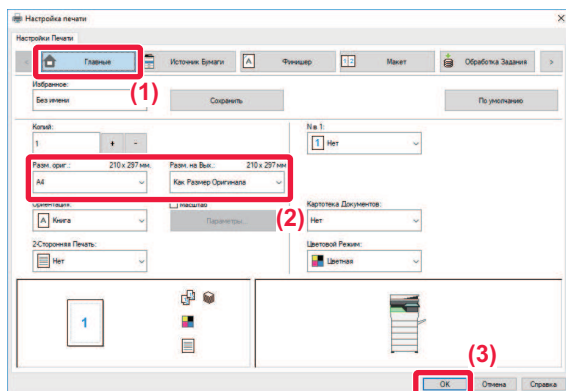 Настройка печати
Настройки Печати
Главные
Источник Бумаги
Финишер
Макет
Обработка Задания
(1)
Избранное:
Без имени
Сохранить
По умолчанию
Копий:
1
+
-
N в 1:
1 Нет
Разм. ориг.: 210 x 297 мм.
Разм. на Вых.: 210 x 297 мм
A4
Как Размер Оригинала
(2)
Ориентация:
A Книга
Масштаб
Параметры...
Картотека Документов:
Нет
2-Сторонняя Печать:
Нет
Цветовой Режим:
Цветная
1
(3)
OK
Отмена
Справка